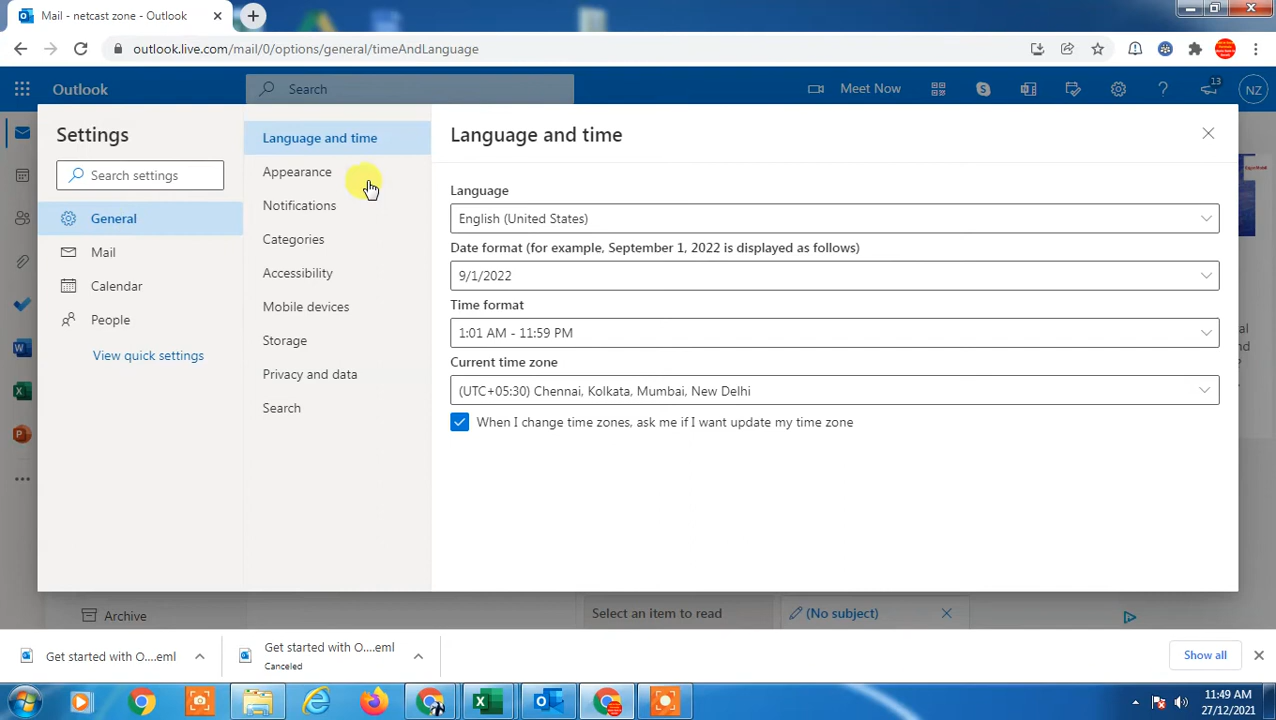 Mail - netcast zone - Outlook
outlook.live.com/mail/0/options/general/timeAndLanguage
Outlook
Search
Meet Now
13
NZ
Settings
Search settings
General
Mail
Calendar
People
View quick settings
Language and time
Appearance
Notifications
Categories
Accessibility
Mobile devices
Storage
Privacy and data
Search
Language and time
Language
English (United States)
Date format (for example, September 1, 2022 is displayed as follows)
9/1/2022
Time format
1:01 AM - 11:59 PM
Current time zone
(UTC+05:30) Chennai, Kolkata, Mumbai, New Delhi
When I change time zones, ask me if I want update my time zone
Archive
Select an item to read
(No subject)
Get started with O....eml
Get started with O....eml
Canceled
Show all
11:49 AM
27/12/2021